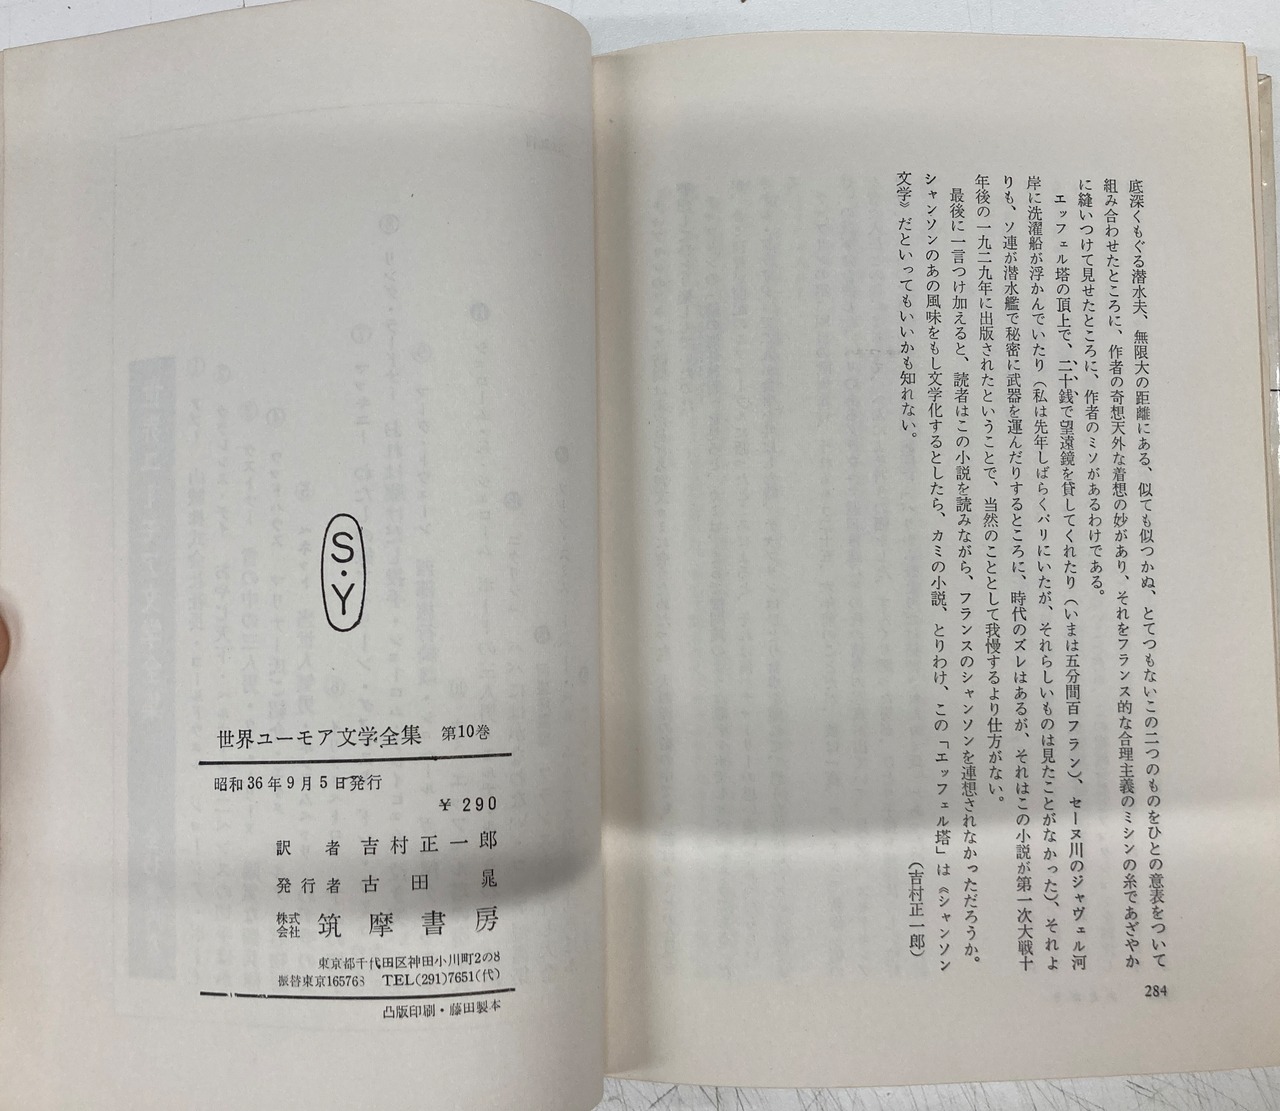 底深くもぐる潜水夫、無限大の距離にある、似ても似つかぬ、とてつもないこの二つのものをひとの意表をついて
組み合わせたところに、作者の奇想天外な着想の妙があり、それをフランス的な合理主義のミシンの糸であざやか
に縫いつけて見せたところに、作者のミソがあるわけである。
エッフェル塔の頂上で、二、十銭で望遠鏡を貸してくれたり（いまは五分間百フラン）、セーヌ川のジャヴェル河
岸に洗濯船が浮かんでいたり（私は先年しばらくパリにいたが、それらしいものは見たことがなかった）、それよ
りも、ソ連が潜水艦で秘密に武器を運んだりするところに、時代のズレはあるが、それはこの小説が第一次大戦十
年後の一九二九年に出版されたということで、当然のこととして我慢するより仕方がない。
最後に一言つけ加えると、読者はこの小説を読みながら、フランスのシャンソンを連想されなかっただろうか。
シャンソンのあの風味をもし文学化するとしたら、カミの小説、とりわけ、この「エッフェル塔」は《シャンソン
文学》だといってもいいかも知れない。
（吉村正一郎）
284
S・Y
世界ユーモア文学全集 第10巻
昭和36年9月5日発行
¥ 290
訳者 吉村正一郎
発行者 古田晁
株式会社 筑摩書房
東京都千代田区神田小川町2の8
振替東京165768 TEL(291)7651(代)
凸版印刷・藤田製本